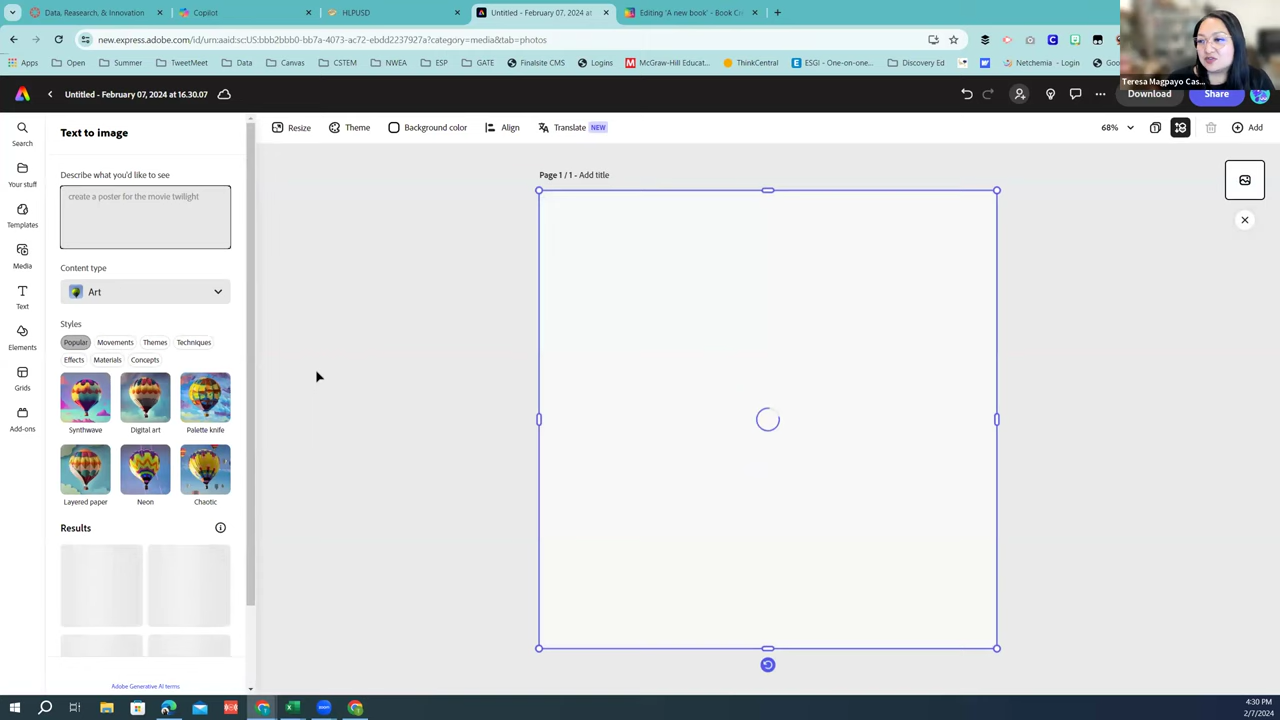 Data, Reasearch, & Innovation
Copilot
HLPUSD
Untitled - February 07, 2024 at
Editing 'A new book' - Book Cr
new.express.adobe.com/id/urn:aaid:sc:US:bbb2bbb0-bb7a-4073-ac72-ebdd2237927a?category=media&tab=photos
Apps
Open
Summer
TweetMeet
Data
Canvas
CSTEM
NWEA
ESP
GATE
Finalsite CMS
Logins
McGraw-Hill Educat...
ThinkCentral
ESGI - One-on-one...
Discovery Ed
Netchemia - Login
Teresa Magpayo Cas...
Untitled - February 07, 2024 at 16.30.07
Download
Share
Search
Your stuff
Templates
Media
Text
Elements
Grids
Add-ons
Text to image
Describe what you'd like to see
create a poster for the movie twilight
Content type
Art
Styles
Popular
Movements
Themes
Techniques
Effects
Materials
Concepts
Synthwave
Digital art
Palette knife
Layered paper
Neon
Chaotic
Results
Adobe Generative AI terms
Resize
Theme
Background color
Align
Translate NEW
68%
1
Add
Page 1 / 1 - Add title
4:30 PM
2/7/2024